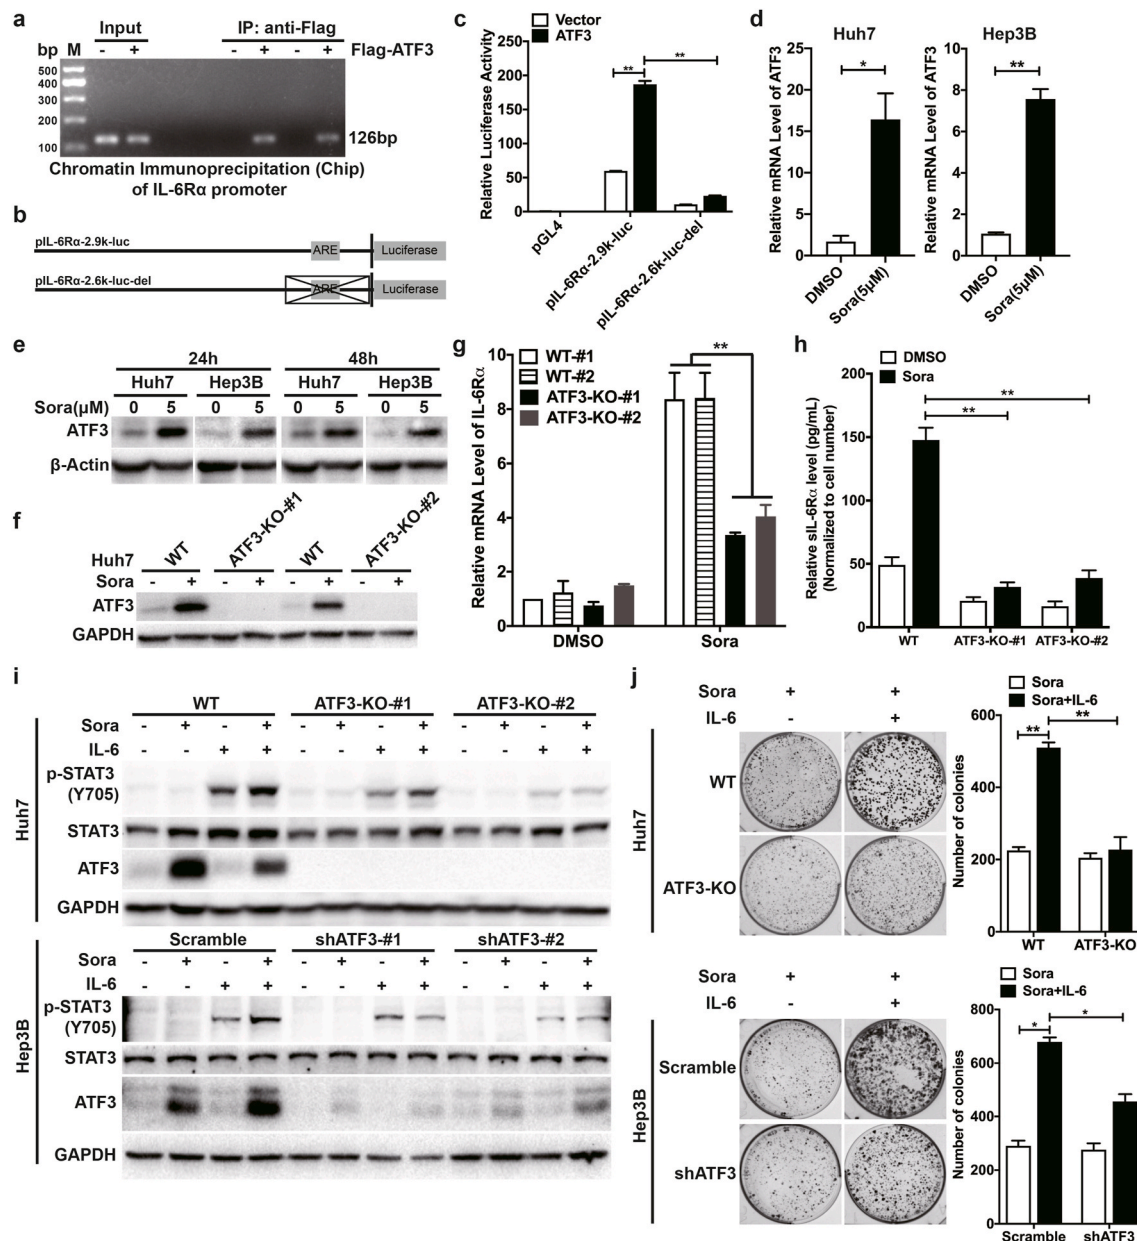 a
Input
IP: anti-Flag
bp M - + - + - + Flag-ATF3
500
400
300
200
100
126bp
Chromatin Immunoprecipitation (Chip)
of IL-6Rα promoter
b
pIL-6Rα-2.9k-luc
ARE
Luciferase
pIL-6Rα-2.6k-luc-del
ARE
Luciferase
c
Vector
ATF3
Relative Luciferase Activity
250
200
150
100
50
0
**
**
pGL4
pIL-6Rα-2.9k-luc
pIL-6Rα-2.6k-luc-del
d
Huh7
Relative mRNA Level of ATF3
25
20
15
10
5
0
*
DMSO
Sora(5μM)
Hep3B
Relative mRNA Level of ATF3
10
8
6
4
2
0
**
DMSO
Sora(5μM)
e
24h 48h
Huh7 Hep3B Huh7 Hep3B
Sora(μM) 0 5 0 5 0 5 0 5
ATF3
β-Actin
f
Huh7 WT ATF3-KO-#1 WT ATF3-KO-#2
Sora - + - + - + - +
ATF3
GAPDH
g
WT-#1
WT-#2
ATF3-KO-#1
ATF3-KO-#2
Relative mRNA Level of IL-6Rα
10
8
6
4
2
0
**
DMSO Sora
h
DMSO
Sora
Relative sIL-6Rα level (pg/mL)
(Normalized to cell number)
200
150
100
50
0
**
**
WT ATF3-KO-#1 ATF3-KO-#2
i
Huh7
WT ATF3-KO-#1 ATF3-KO-#2
Sora - + - + - + - + - + - +
IL-6 - - + + - - + + - - + +
p-STAT3
(Y705)
STAT3
ATF3
GAPDH
Hep3B
Scramble shATF3-#1 shATF3-#2
Sora - + - + - + - + - + - +
IL-6 - - + + - - + + - - + +
p-STAT3
(Y705)
STAT3
ATF3
GAPDH
j
Huh7
Sora + +
IL-6 - +
WT
ATF3-KO
Sora
Sora+IL-6
Number of colonies
600
400
200
0
**
**
WT ATF3-KO
Hep3B
Sora + +
IL-6 - +
Scramble
shATF3
Sora
Sora+IL-6
Number of colonies
800
600
400
200
0
*
*
Scramble shATF3